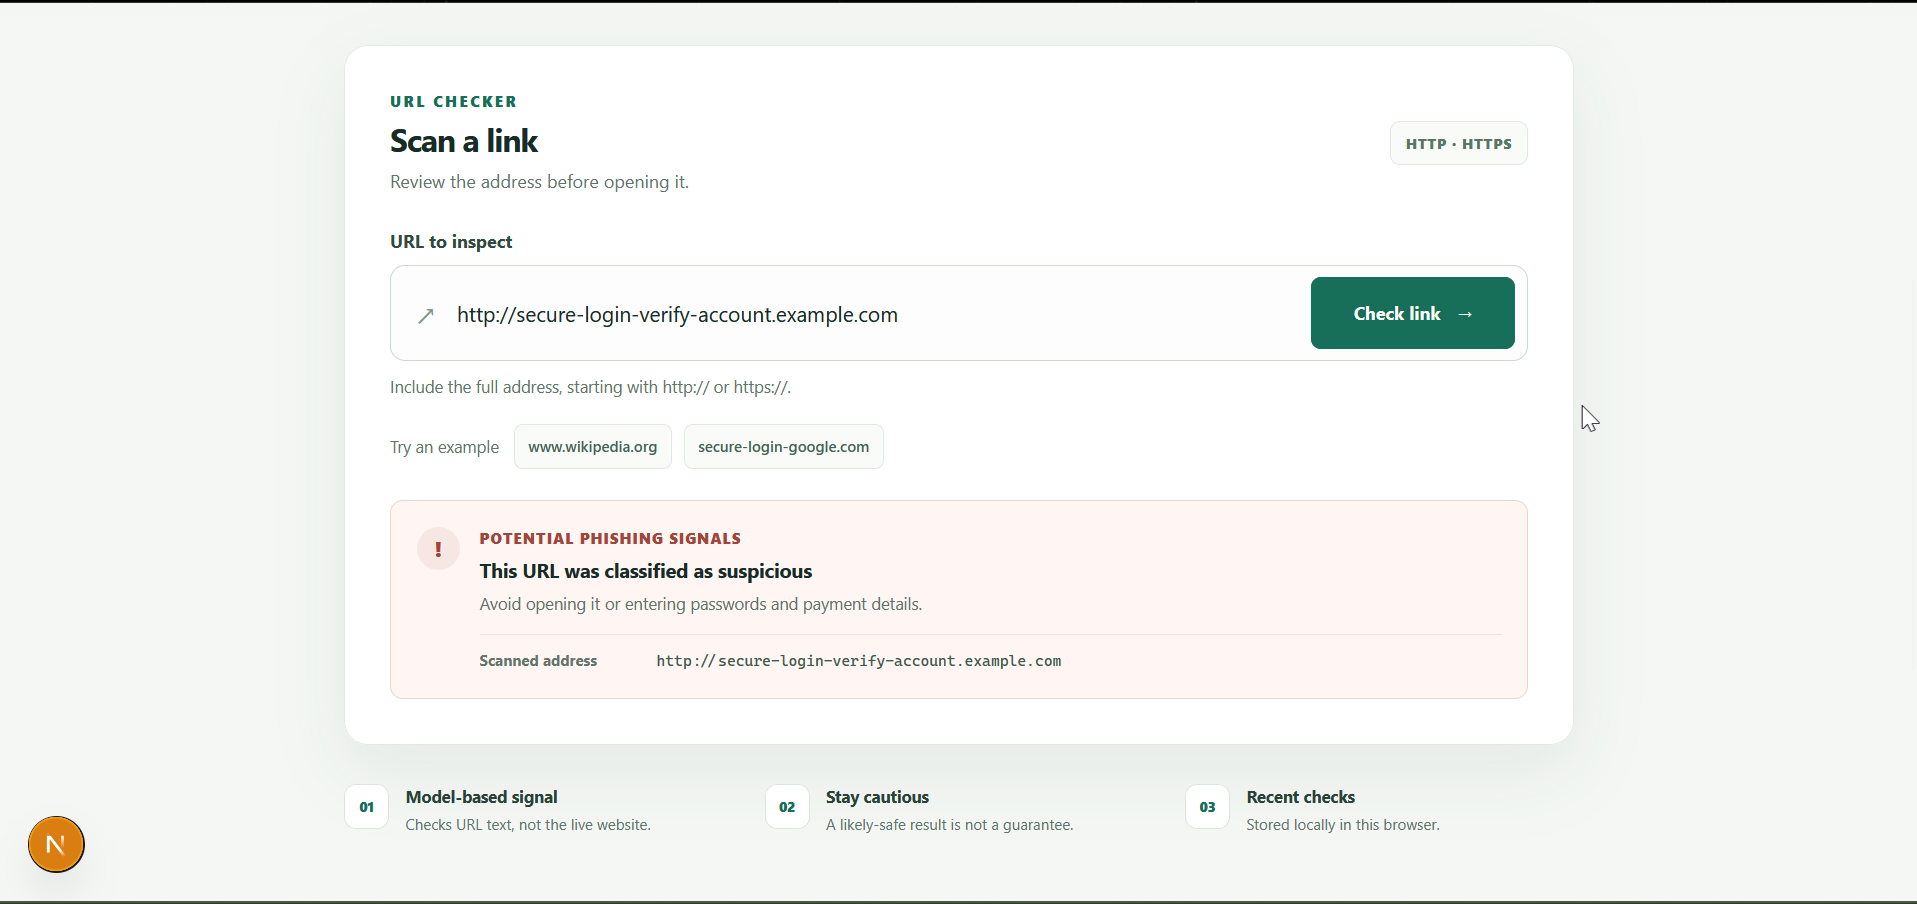 URL CHECKER
Scan a link
HTTP · HTTPS
Review the address before opening it.
URL to inspect
↗ http://secure-login-verify-account.example.com
Check link →
Include the full address, starting with http:// or https://.
Try an example www.wikipedia.org secure-login-google.com
! POTENTIAL PHISHING SIGNALS
This URL was classified as suspicious
Avoid opening it or entering passwords and payment details.
Scanned address http://secure-login-verify-account.example.com
01 Model-based signal
Checks URL text, not the live website.
02 Stay cautious
A likely-safe result is not a guarantee.
03 Recent checks
Stored locally in this browser.
N